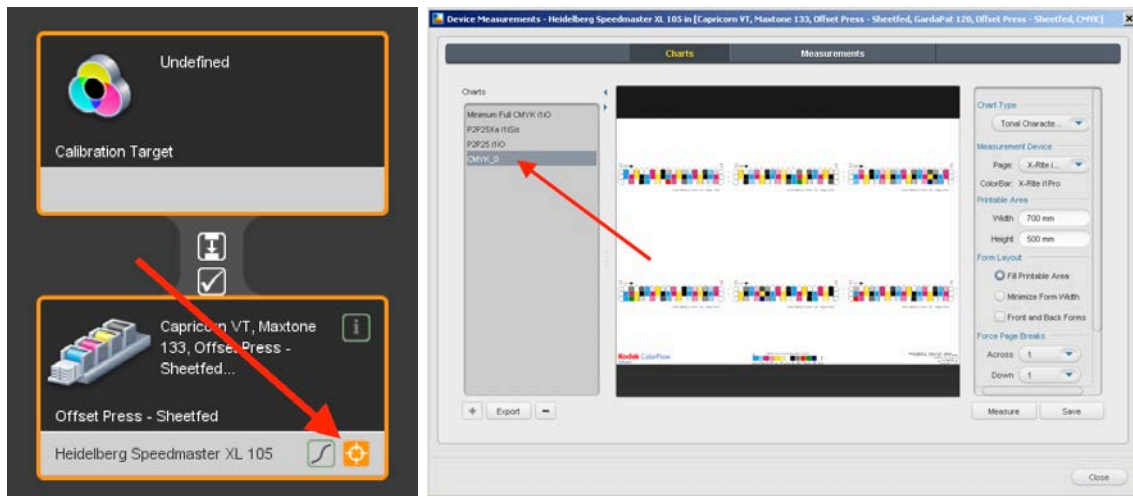 Undefined
Calibration Target
Capricorn VT, Maxtone
133, Offset Press -
Sheetfed...
Offset Press - Sheetfed
Heidelberg Speedmaster XL 105
Device Measurements - Heidelberg Speedmaster XL 105 in [Capricorn VT, Maxtone 133, Offset Press - Sheetfed, GardaPat 120, Offset Press - Sheetfed, CMYK]
Charts
Measurements
Charts
Minimum Full CMYK i1iO
P2P25Xa i1iSis
P2P25 i1iO
Export
Kodak ColorFlow
Chart Type
Tonal Characte...
Measurement Device
Page: X-Rite i...
ColorBar: X-Rite i1Pro
Printable Area
Width 700 mm
Height 500 mm
Form Layout
Fill Printable Area
Minimize Form Width
Front and Back Forms
Force Page Breaks
Across 1
Down 1
Measure
Save
Close